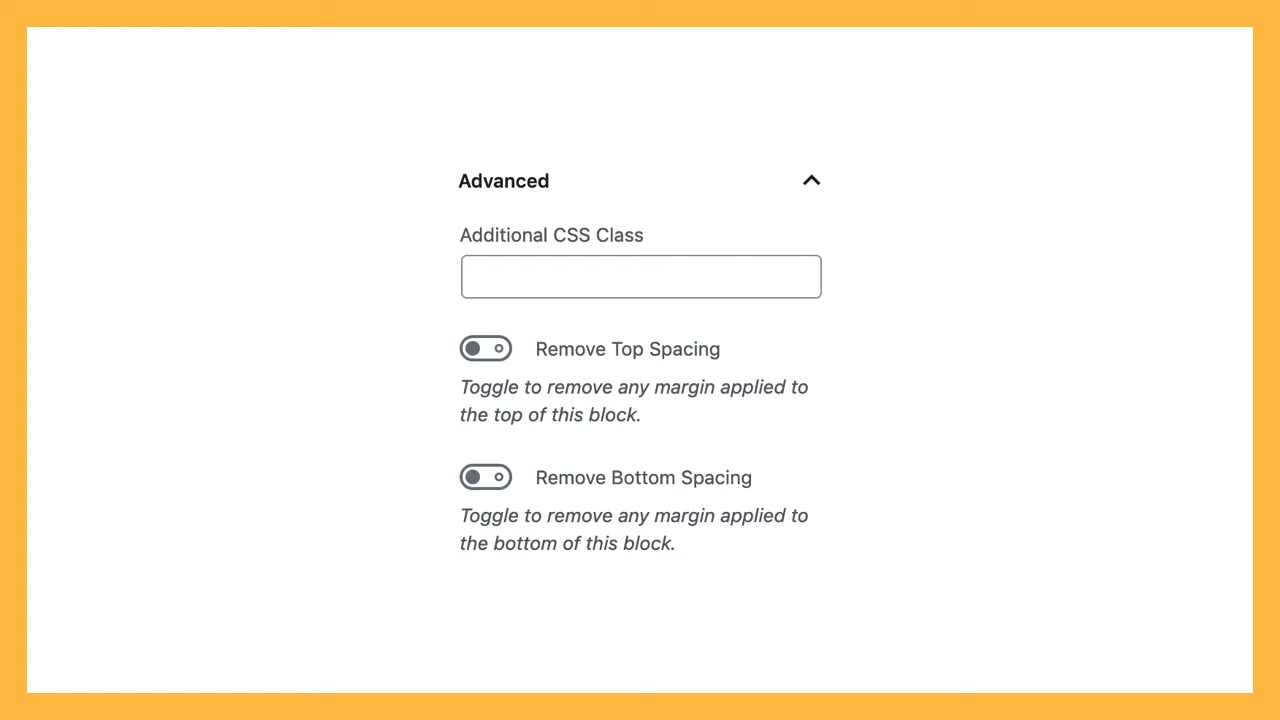 Advanced
Additional CSS Class
Remove Top Spacing
Toggle to remove any margin applied to
the top of this block.
Remove Bottom Spacing
Toggle to remove any margin applied to
the bottom of this block.